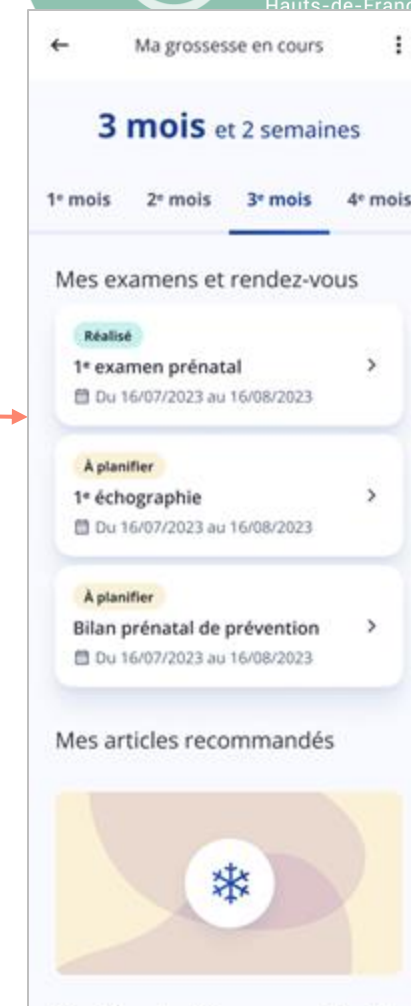 Hauts-de-Franc
Ma grossesse en cours
3 mois et 2 semaines
1e mois 2e mois 3e mois 4e mois
Mes examens et rendez-vous
Réalisé
1e examen prénatal
Du 16/07/2023 au 16/08/2023
À planifier
1e échographie
Du 16/07/2023 au 16/08/2023
À planifier
Bilan prénatal de prévention
Du 16/07/2023 au 16/08/2023
Mes articles recommandés